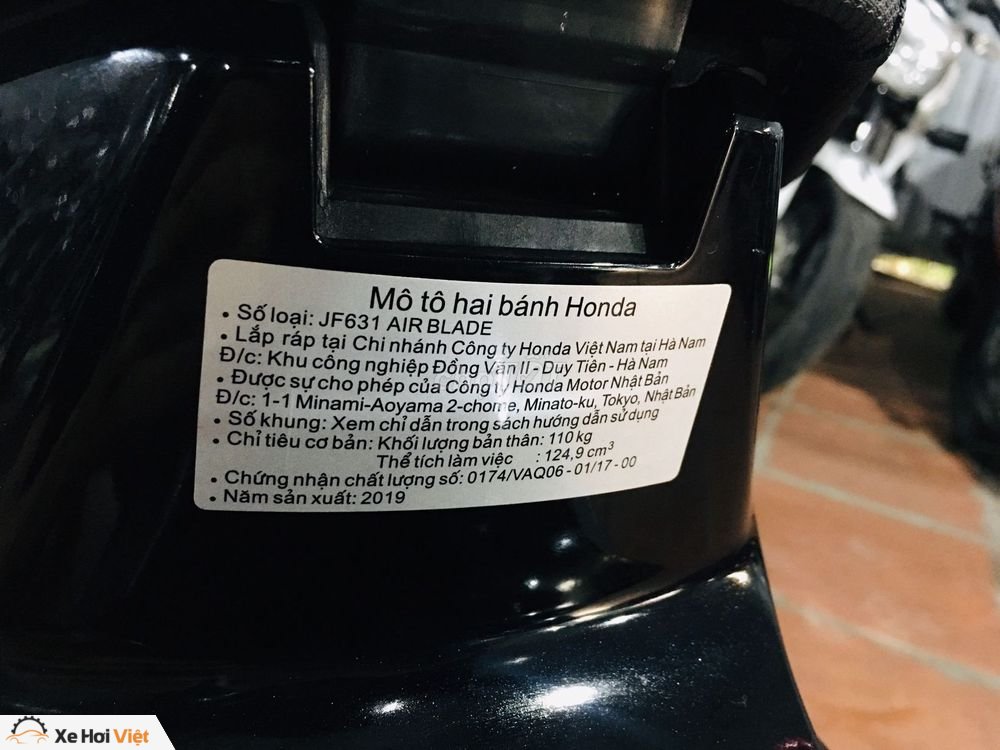 Mô tô hai bánh Honda
• Số loại: JF631 AIR BLADE
• Lắp ráp tại Chi nhánh Công ty Honda Việt Nam tại Hà Nam
Đ/c: Khu công nghiệp Đồng Văn II - Duy Tiên - Hà Nam
• Được sự cho phép của Công ty Honda Motor Nhật Bản
Đ/c: 1-1 Minami-Aoyama 2-chome, Minato-ku, Tokyo, Nhật Bản
• Số khung: Xem chỉ dẫn trong sách hướng dẫn sử dụng
• Chỉ tiêu cơ bản: Khối lượng bản thân: 110 kg
Thể tích làm việc : 124,9 cm³
• Chứng nhận chất lượng số: 0174/VAQ06 - 01/17 - 00
• Năm sản xuất: 2019
Xe Hơi Việt